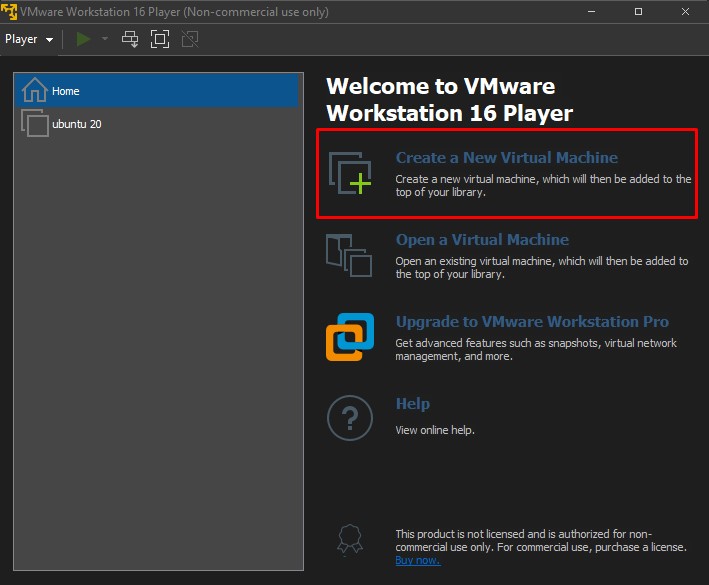 VMware Workstation 16 Player (Non-commercial use only)
Player
Home
ubuntu 20
Welcome to VMware
Workstation 16 Player
Create a New Virtual Machine
Create a new virtual machine, which will then be added to the
top of your library.
Open a Virtual Machine
Open an existing virtual machine, which will then be added to
the top of your library.
Upgrade to VMware Workstation Pro
Get advanced features such as snapshots, virtual network
management, and more.
Help
View online help.
This product is not licensed and is authorized for non-
commercial use only. For commercial use, purchase a license.
Buy now.